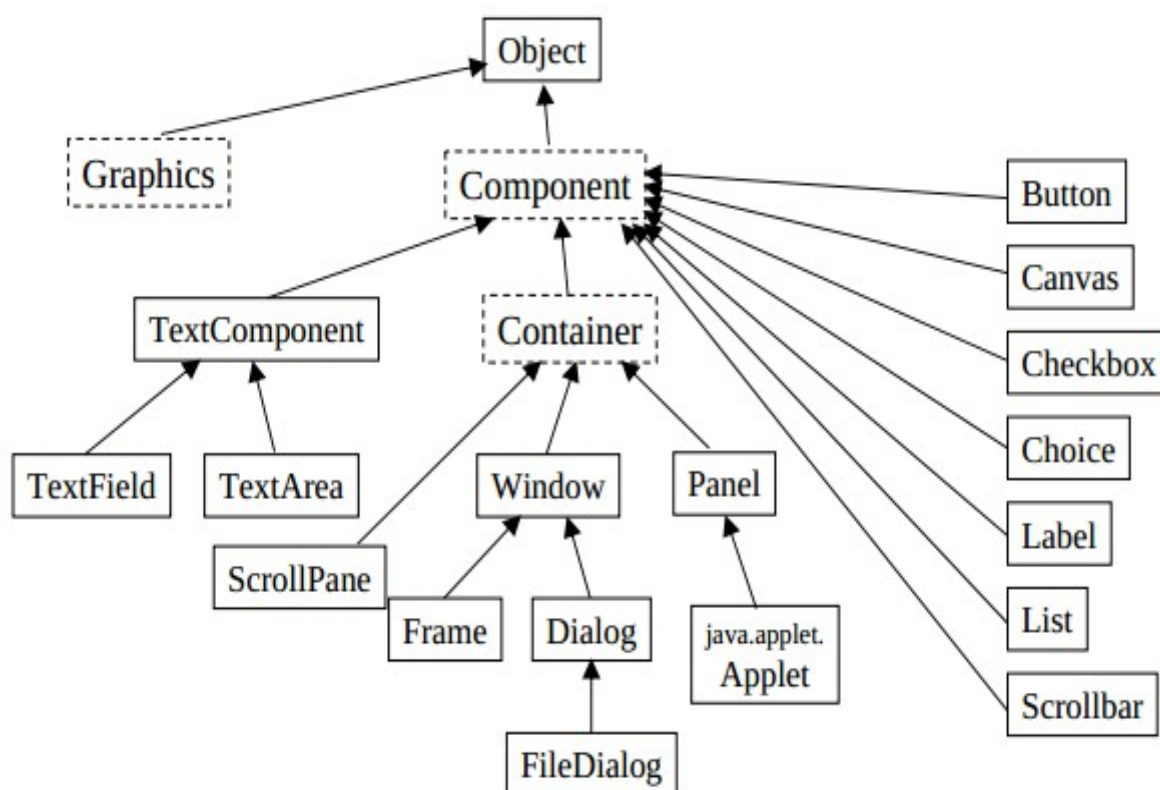 Object
Graphics
Component
Button
Canvas
TextComponent
Container
Checkbox
Choice
TextField
TextArea
Window
Panel
Label
ScrollPane
Frame
Dialog
java.applet.
Applet
List
Scrollbar
FileDialog